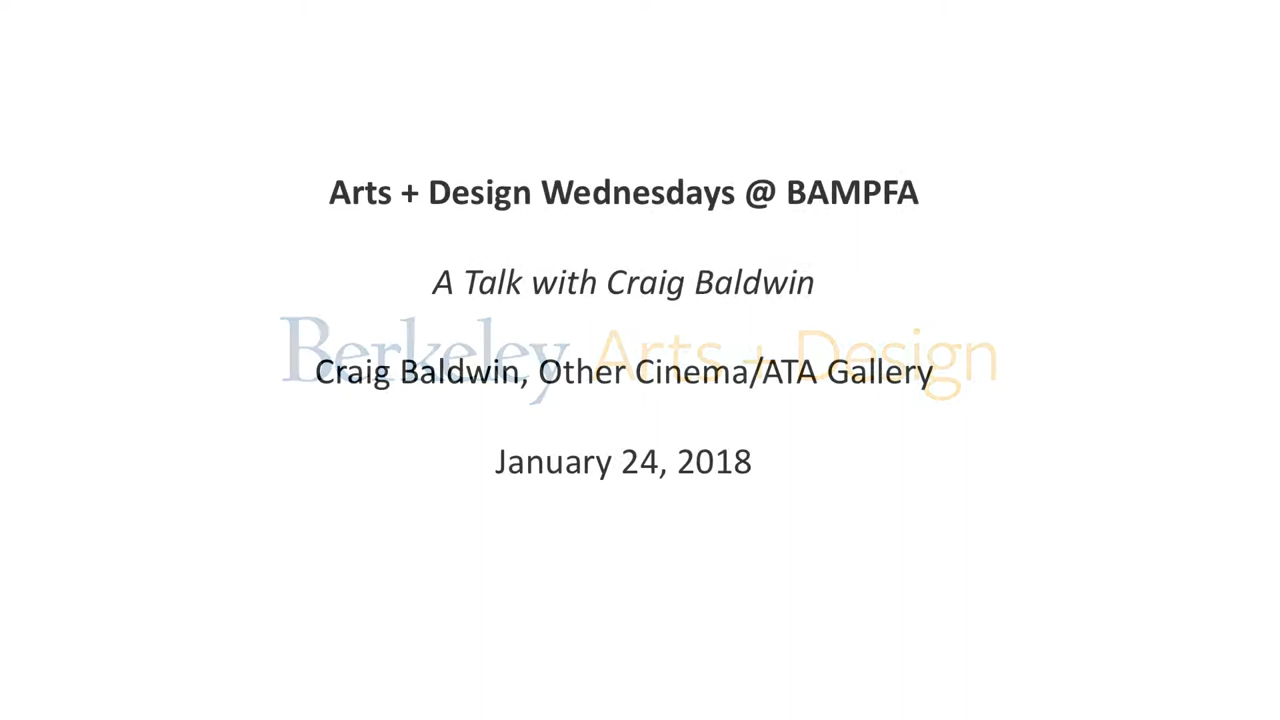 Arts + Design Wednesdays @ BAMPFA
A Talk with Craig Baldwin
Berkeley Arts + Design
Craig Baldwin, Other Cinema/ATA Gallery
January 24, 2018